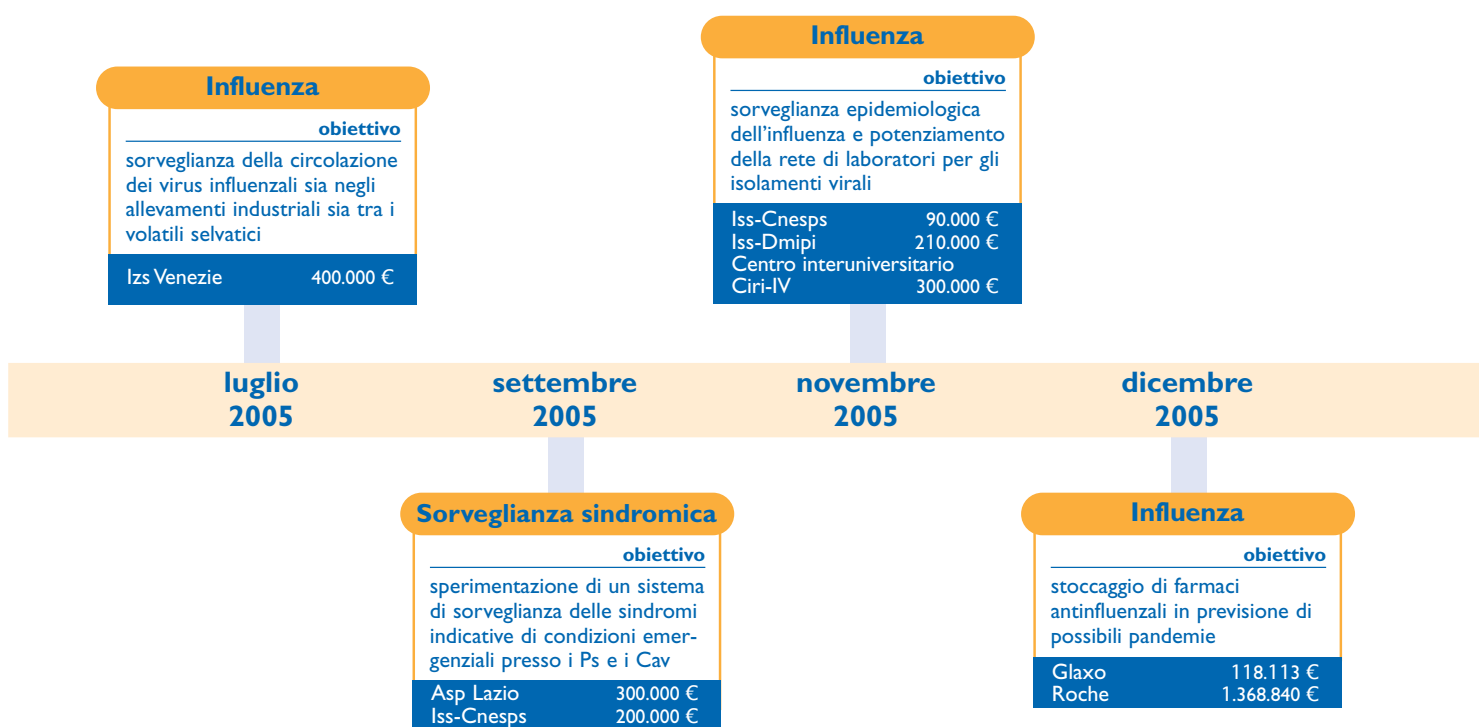 Influenza
obiettivo
sorveglianza della circolazione
dei virus influenzali sia negli
allevamenti industriali sia tra i
volatili selvatici
Izs Venezie 400.000 €
Influenza
obiettivo
sorveglianza epidemiologica
dell’influenza e potenziamento
della rete di laboratori per gli
isolamenti virali
Iss-Cnesps 90.000 €
Iss-Dmipi 210.000 €
Centro interuniversitario
Ciri-IV 300.000 €
luglio
2005
settembre
2005
novembre
2005
dicembre
2005
Sorveglianza sindromica
obiettivo
sperimentazione di un sistema
di sorveglianza delle sindromi
indicative di condizioni emer-
genziali presso i Ps e i Cav
Asp Lazio 300.000 €
Iss-Cnesps 200.000 €
Influenza
obiettivo
stoccaggio di farmaci
antinfluenzali in previsione di
possibili pandemie
Glaxo 118.113 €
Roche 1.368.840 €